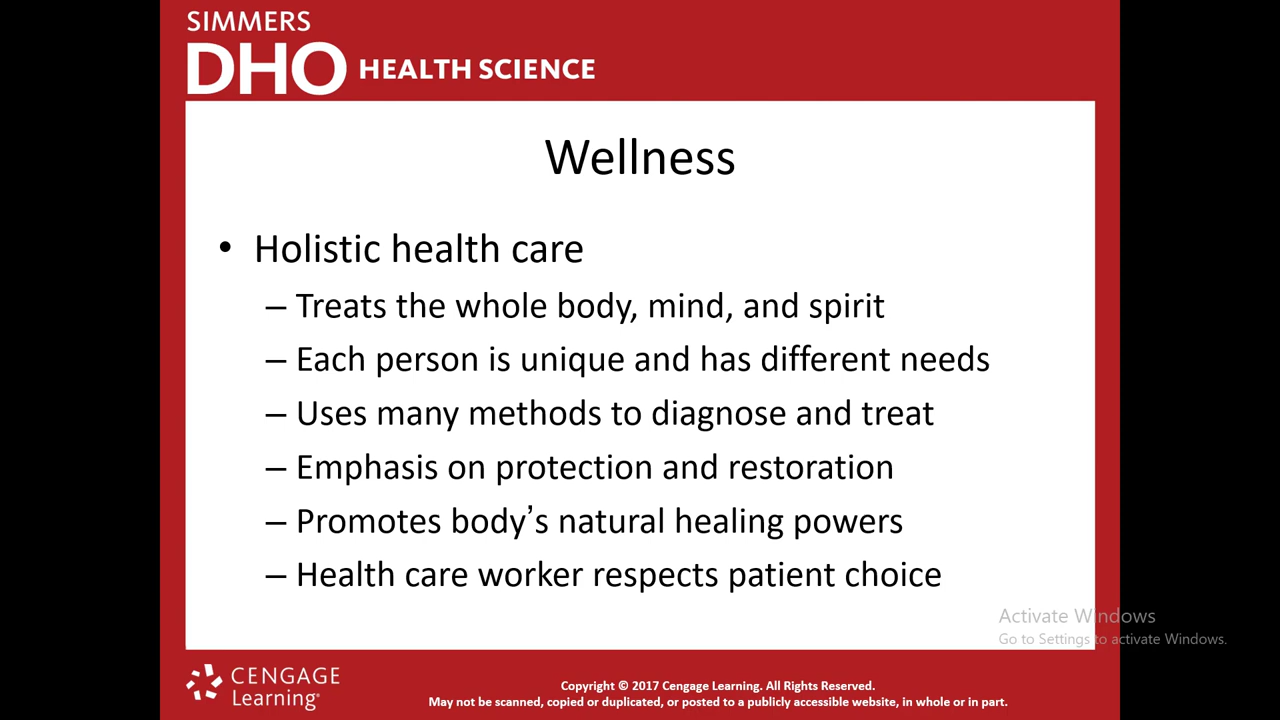 SIMMERS
DHO HEALTH SCIENCE
Wellness
• Holistic health care
– Treats the whole body, mind, and spirit
– Each person is unique and has different needs
– Uses many methods to diagnose and treat
– Emphasis on protection and restoration
– Promotes body’s natural healing powers
– Health care worker respects patient choice
Activate Windows
Go to Settings to activate Windows.
CENGAGE
Learning®
Copyright © 2017 Cengage Learning. All Rights Reserved.
May not be scanned, copied or duplicated, or posted to a publicly accessible website, in whole or in part.